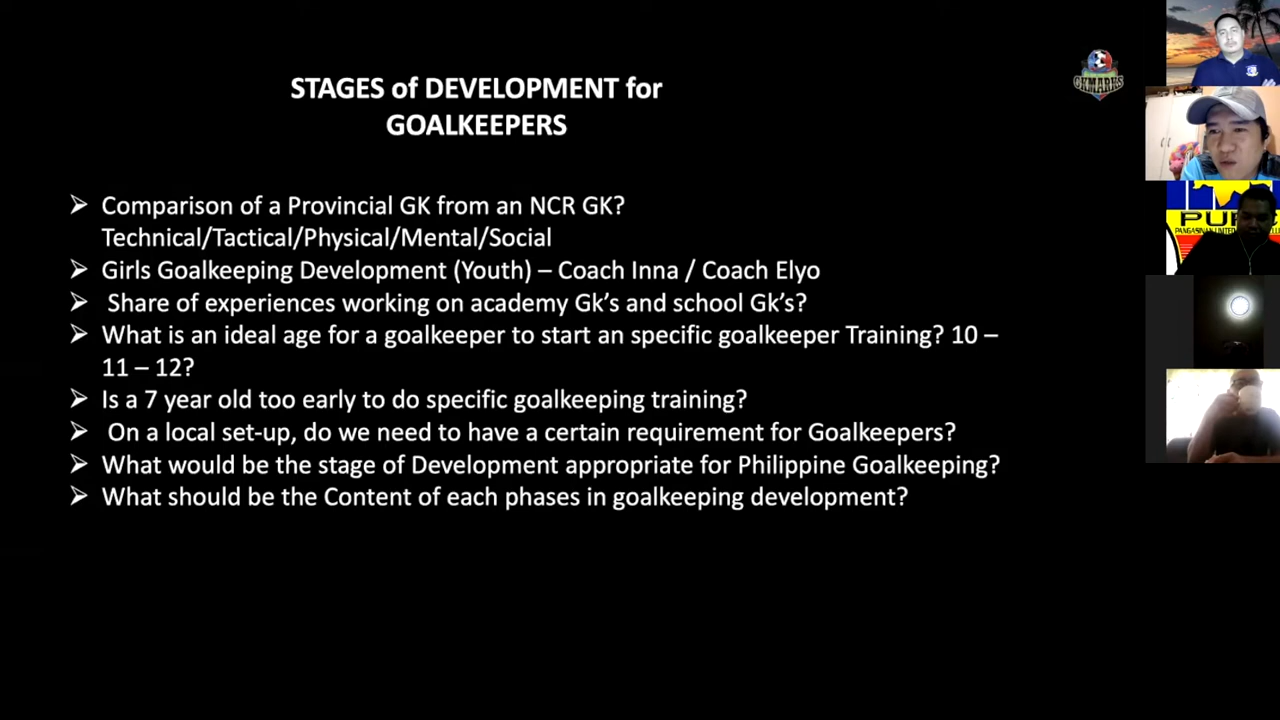 STAGES of DEVELOPMENT for
GOALKEEPERS
GKMARKS
➢ Comparison of a Provincial GK from an NCR GK?
Technical/Tactical/Physical/Mental/Social
➢ Girls Goalkeeping Development (Youth) – Coach Inna / Coach Elyo
➢ Share of experiences working on academy Gk’s and school Gk’s?
➢ What is an ideal age for a goalkeeper to start an specific goalkeeper Training? 10 –
11 – 12?
➢ Is a 7 year old too early to do specific goalkeeping training?
➢ On a local set-up, do we need to have a certain requirement for Goalkeepers?
➢ What would be the stage of Development appropriate for Philippine Goalkeeping?
➢ What should be the Content of each phases in goalkeeping development?